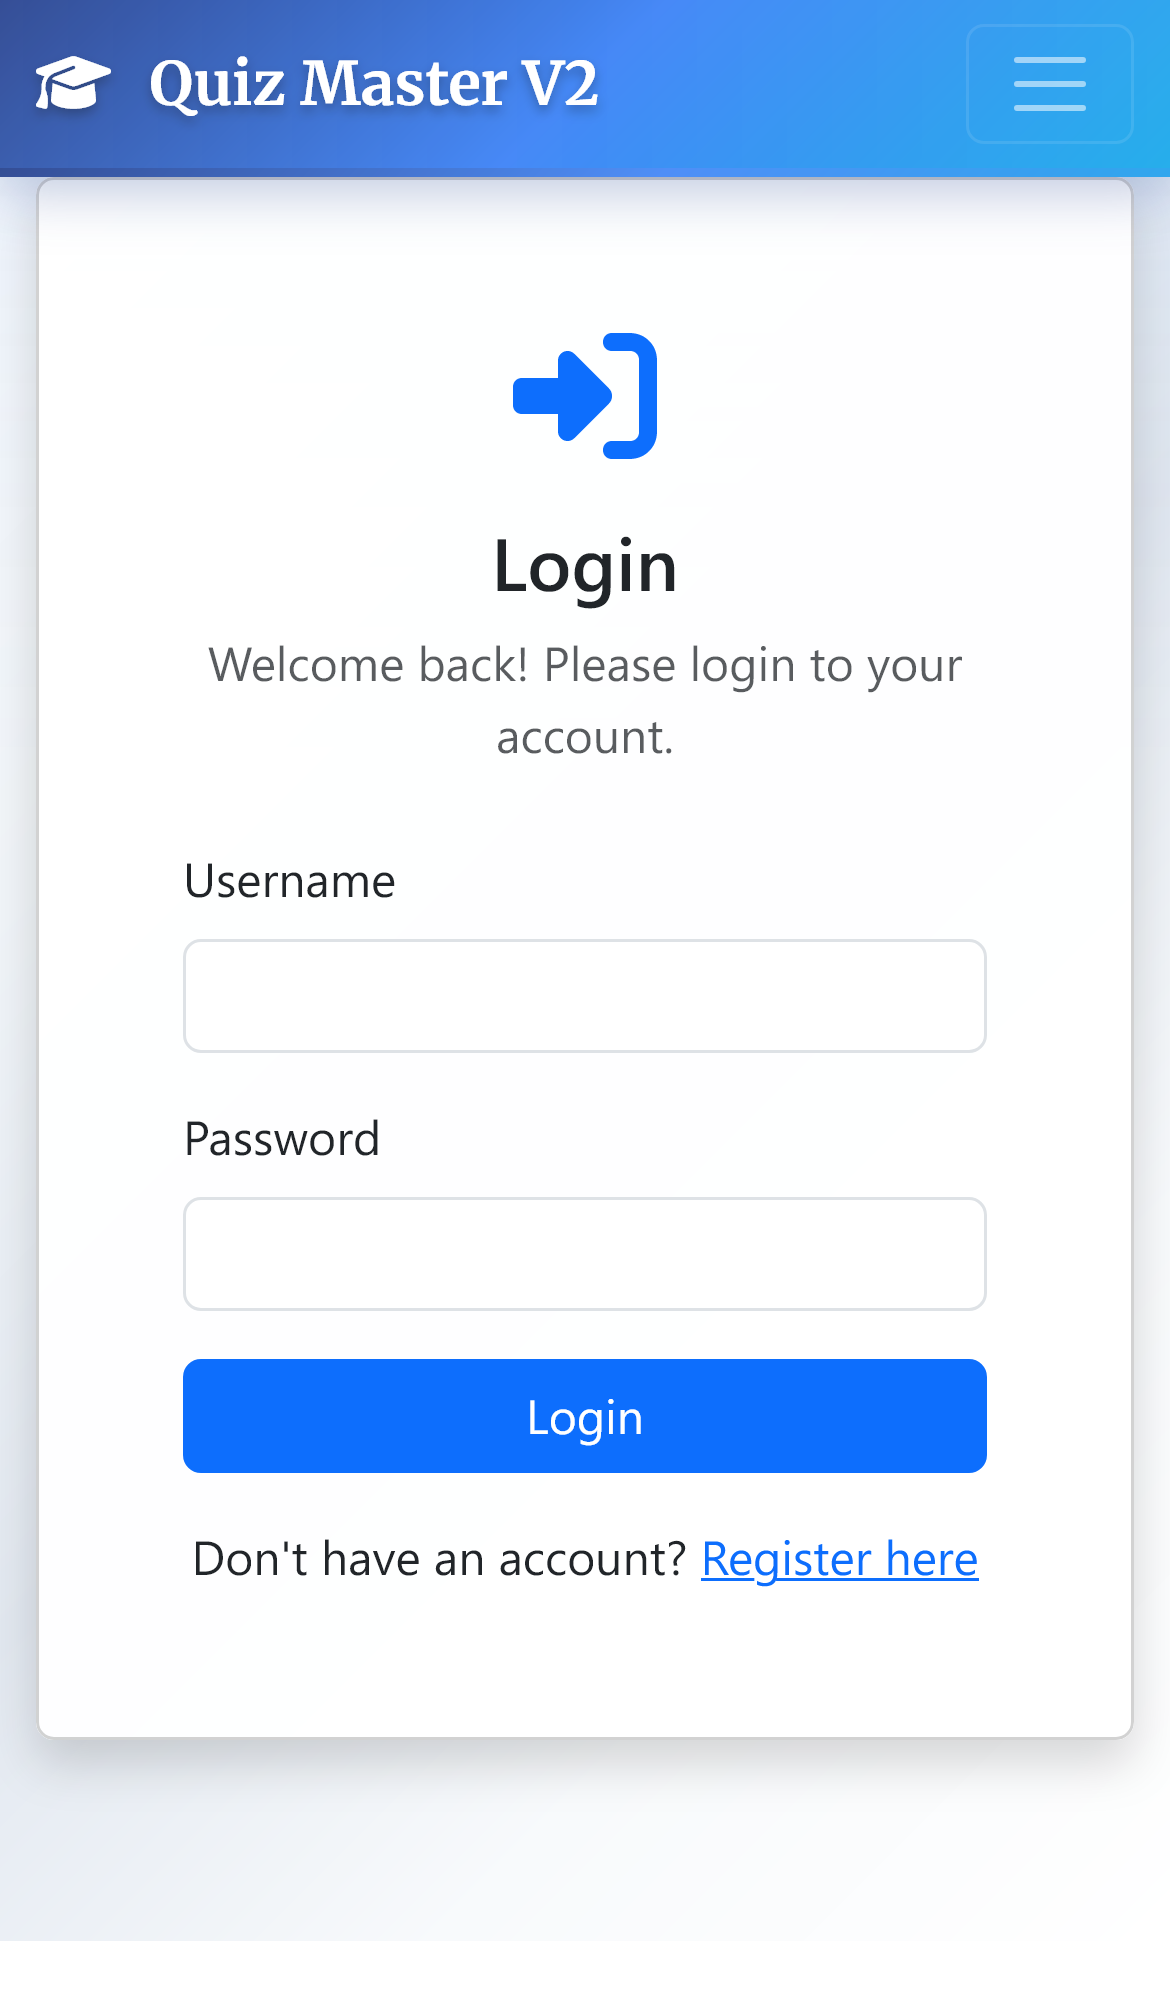 Quiz Master V2
Login
Welcome back! Please login to your
account.
Username
Password
Login
Don't have an account? Register here